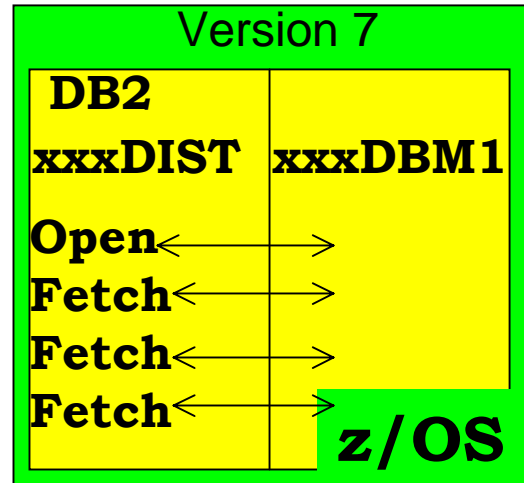 Version 7
DB2
xxxDIST xxxDBM1
Open
Fetch
Fetch
Fetch
z/OS